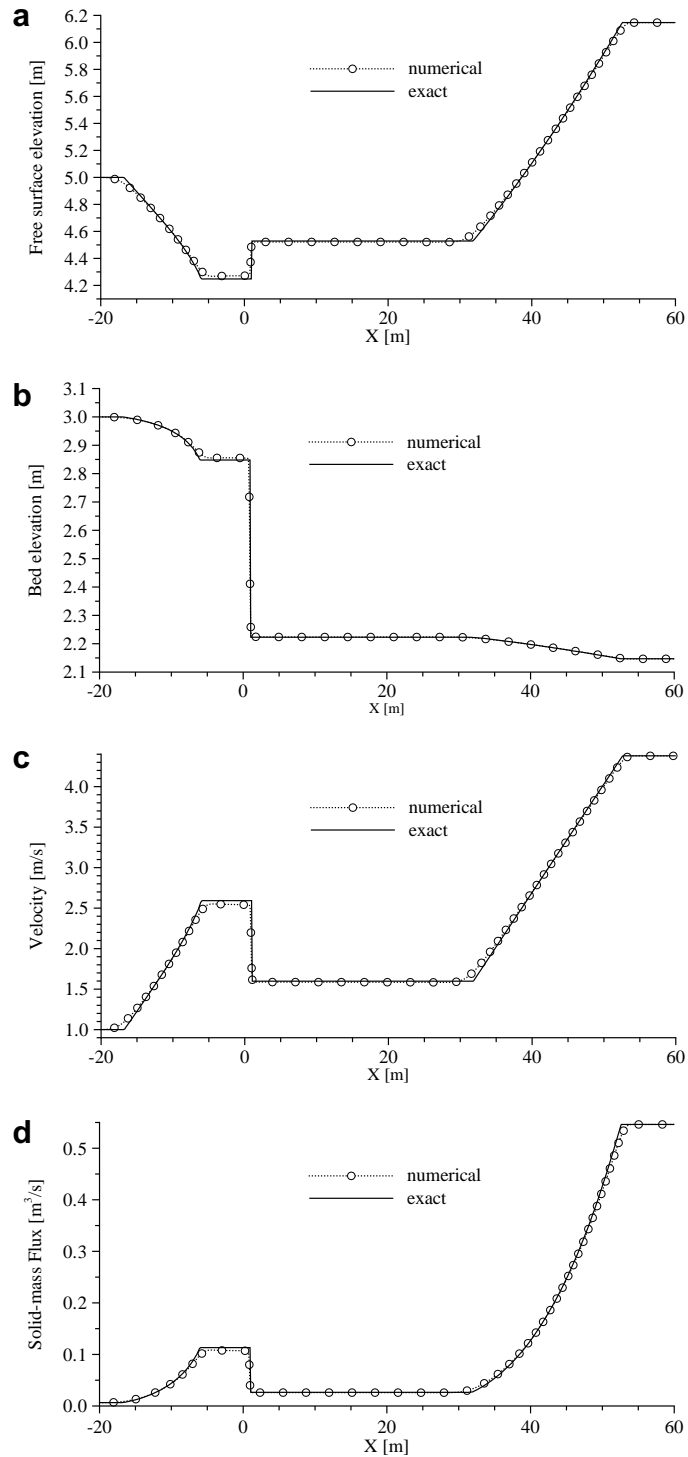 a
6.2
6.0
5.8
5.6
5.4
5.2
5.0
4.8
4.6
4.4
4.2
Free surface elevation [m]
numerical
exact
-20 0 20 40 60
X [m]
b
3.1
3.0
2.9
2.8
2.7
2.6
2.5
2.4
2.3
2.2
2.1
Bed elevation [m]
numerical
exact
-20 0 20 40 60
X [m]
c
4.0
3.5
3.0
2.5
2.0
1.5
1.0
Velocity [m/s]
numerical
exact
-20 0 20 40 60
X [m]
d
0.5
0.4
0.3
0.2
0.1
0.0
Solid-mass Flux [m³/s]
numerical
exact
-20 0 20 40 60
X [m]